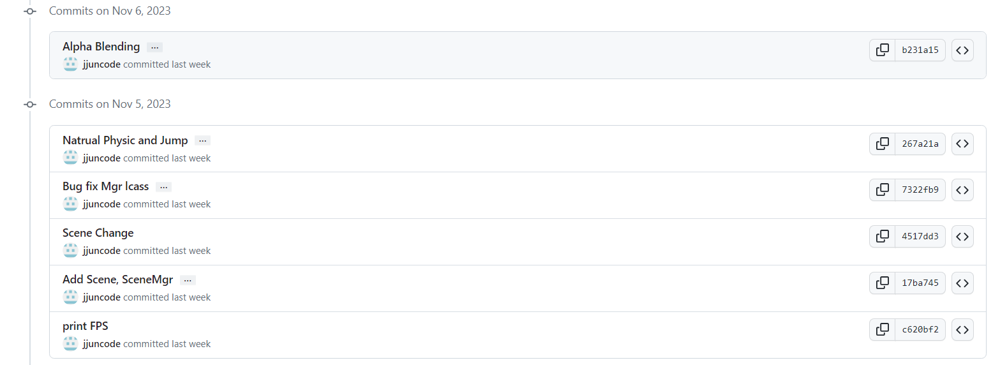 Commits on Nov 6, 2023
Alpha Blending ...
jjuncode committed last week
b231a15
Commits on Nov 5, 2023
Natrual Physic and Jump ...
jjuncode committed last week
267a21a
Bug fix Mgr lcass ...
jjuncode committed last week
7322fb9
Scene Change
jjuncode committed last week
4517dd3
Add Scene, SceneMgr ...
jjuncode committed last week
17ba745
print FPS
jjuncode committed last week
c620bf2